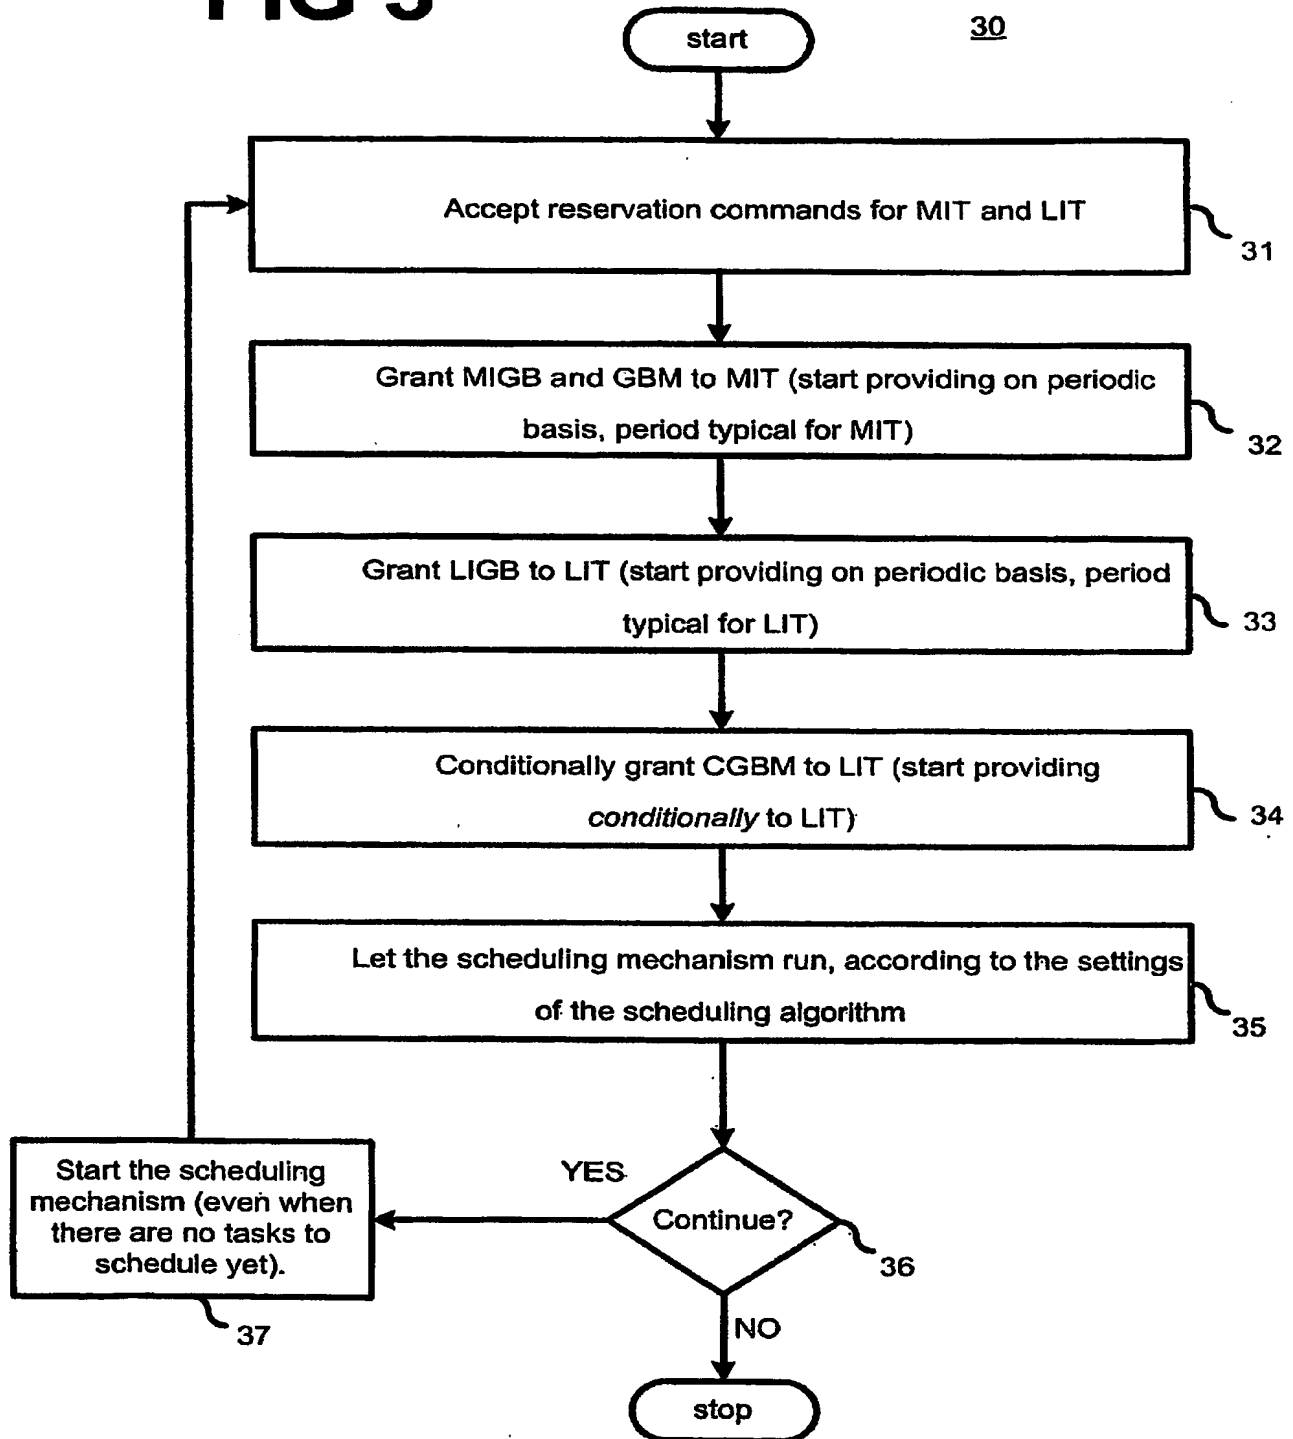 FIG 3
start
30
Accept reservation commands for MIT and LIT
31
Grant MIGB and GBM to MIT (start providing on periodic
basis, period typical for MIT)
32
Grant LIGB to LIT (start providing on periodic basis, period
typical for LIT)
33
Conditionally grant CGBM to LIT (start providing
conditionally to LIT)
34
Let the scheduling mechanism run, according to the settings
of the scheduling algorithm
35
YES
Continue?
36
Start the scheduling
mechanism (even when
there are no tasks to
schedule yet).
37
NO
stop